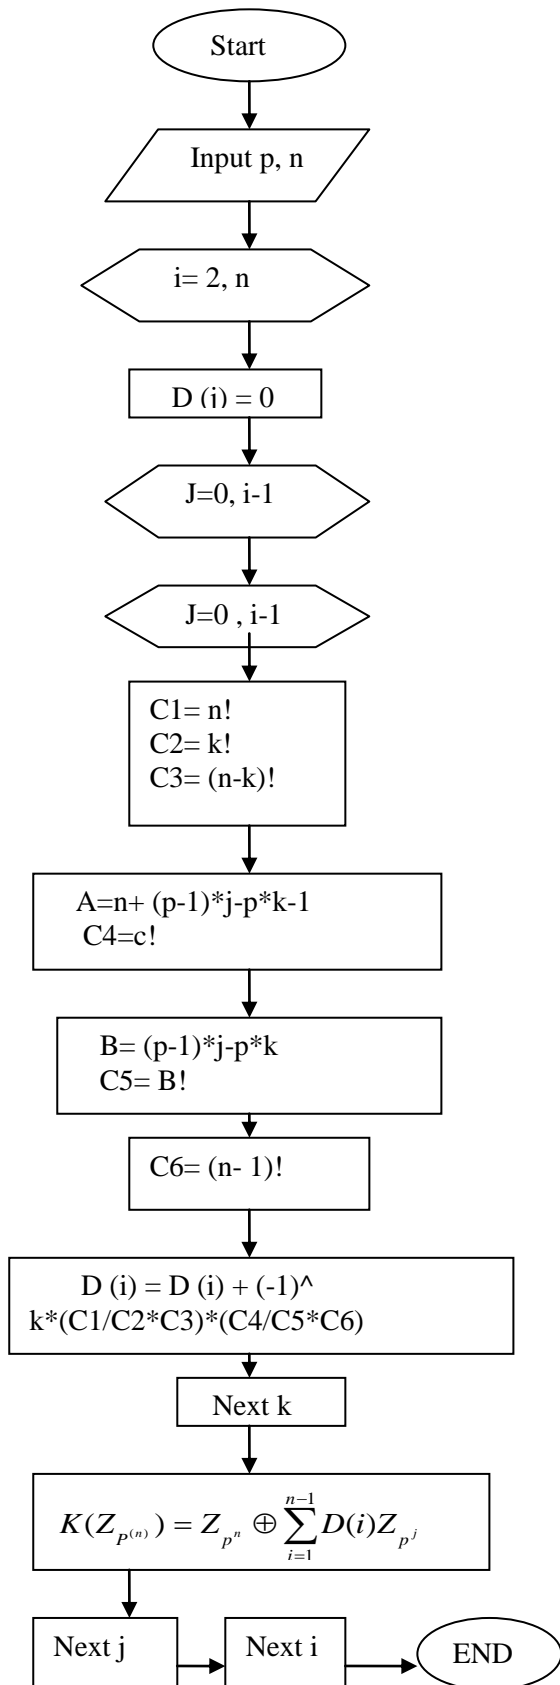 Start
Input p, n
i= 2, n
D (i) = 0
J=0, i-1
J=0 , i-1
C1= n!
C2= k!
C3= (n-k)!
A=n+ (p-1)*j-p*k-1
C4=c!
B= (p-1)*j-p*k
C5= B!
C6= (n- 1)!
D (i) = D (i) + (-1)^
k*(C1/C2*C3)*(C4/C5*C6)
Next k
K(Z_{P^{(n)}}) = Z_{p^n} ⊕ \sum_{i=1}^{n-1} D(i)Z_{p^j}
Next j
Next i
END